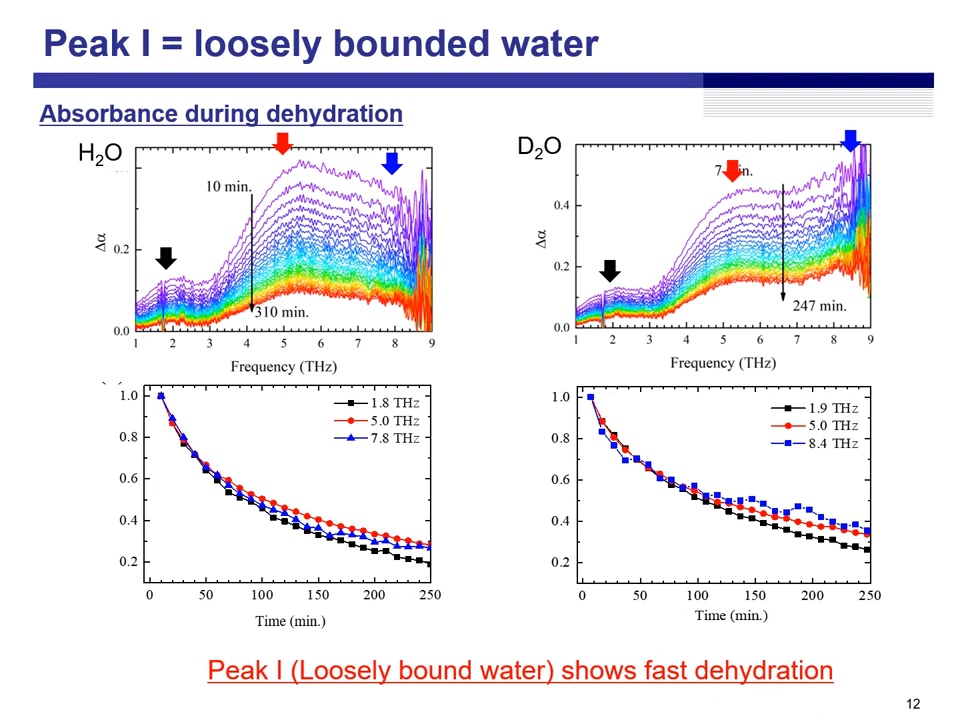 Peak I = loosely bounded water
Absorbance during dehydration
H₂O
10 min.
310 min.
Δα
0.2
0.0
1 2 3 4 5 6 7 8 9
Frequency (THz)
D₂O
7 in.
247 min.
Δα
0.4
0.2
0.0
1 2 3 4 5 6 7 8 9
Frequency (THz)
1.0
0.8
0.6
0.4
0.2
1.8 THz
5.0 THz
7.8 THz
0 50 100 150 200 250
Time (min.)
1.0
0.8
0.6
0.4
0.2
1.9 THz
5.0 THz
8.4 THz
0 50 100 150 200 250
Time (min.)
Peak I (Loosely bound water) shows fast dehydration
12